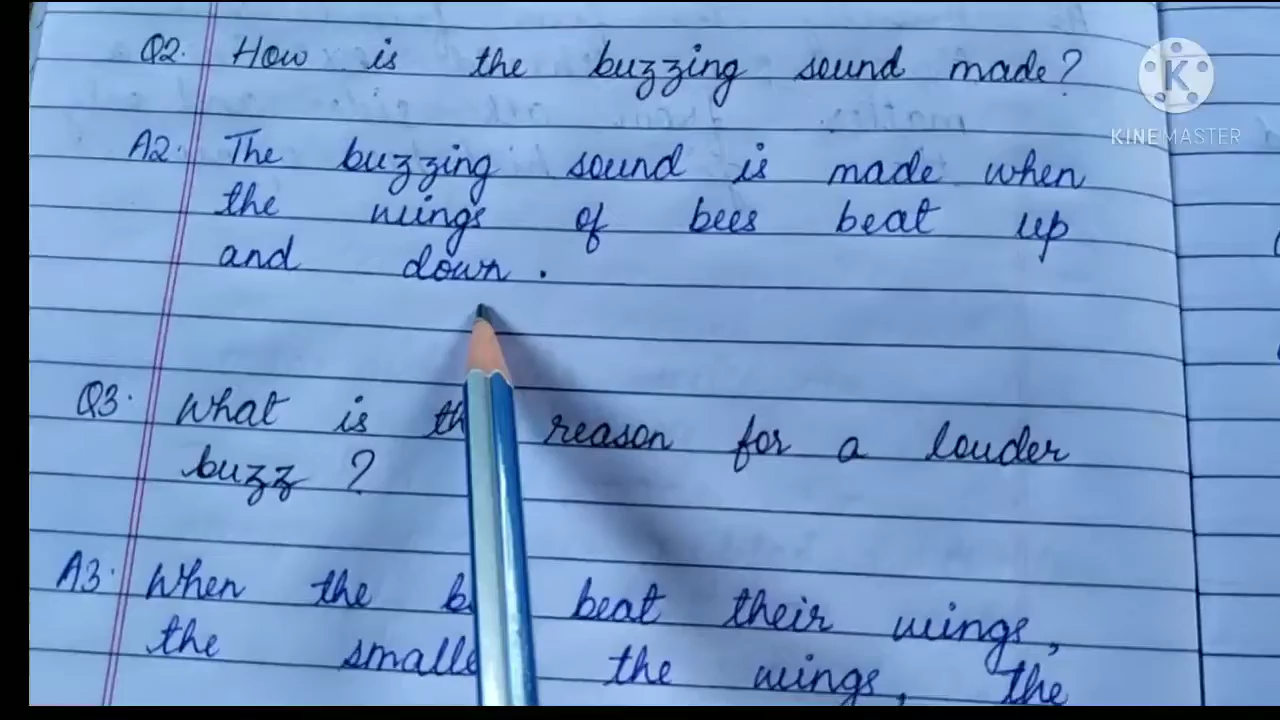 Q2. How is the buzzing sound made?
A2. The buzzing sound is made when
the wings of bees beat up
and down.
Q3. What is the reason for a louder
buzz?
A3. When the beat their wings,
the the wings, the
KINEMASTER